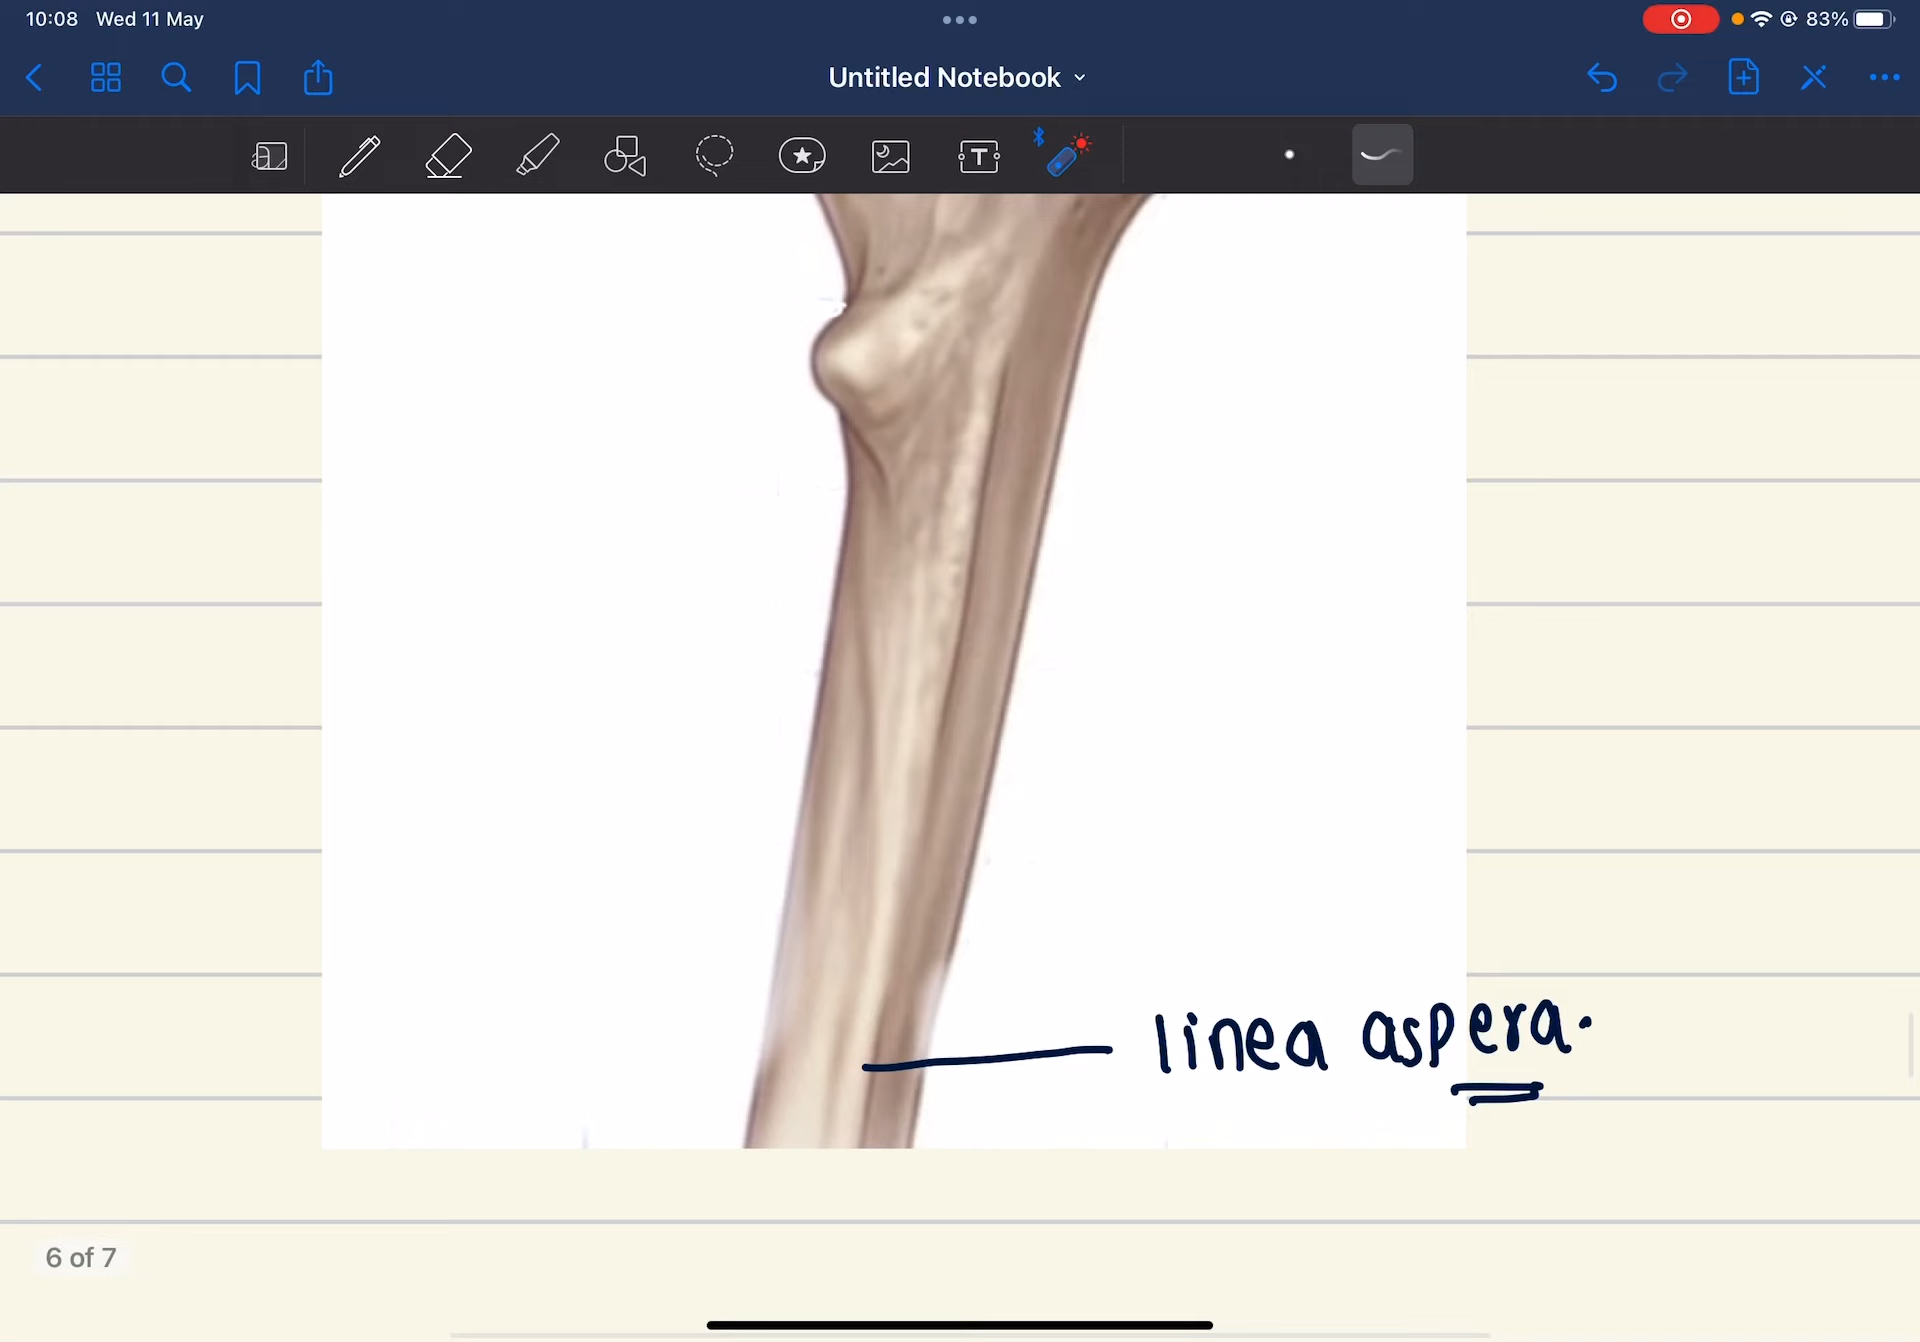 10:08 Wed 11 May
83%
Untitled Notebook
T
linea aspera.
6 of 7